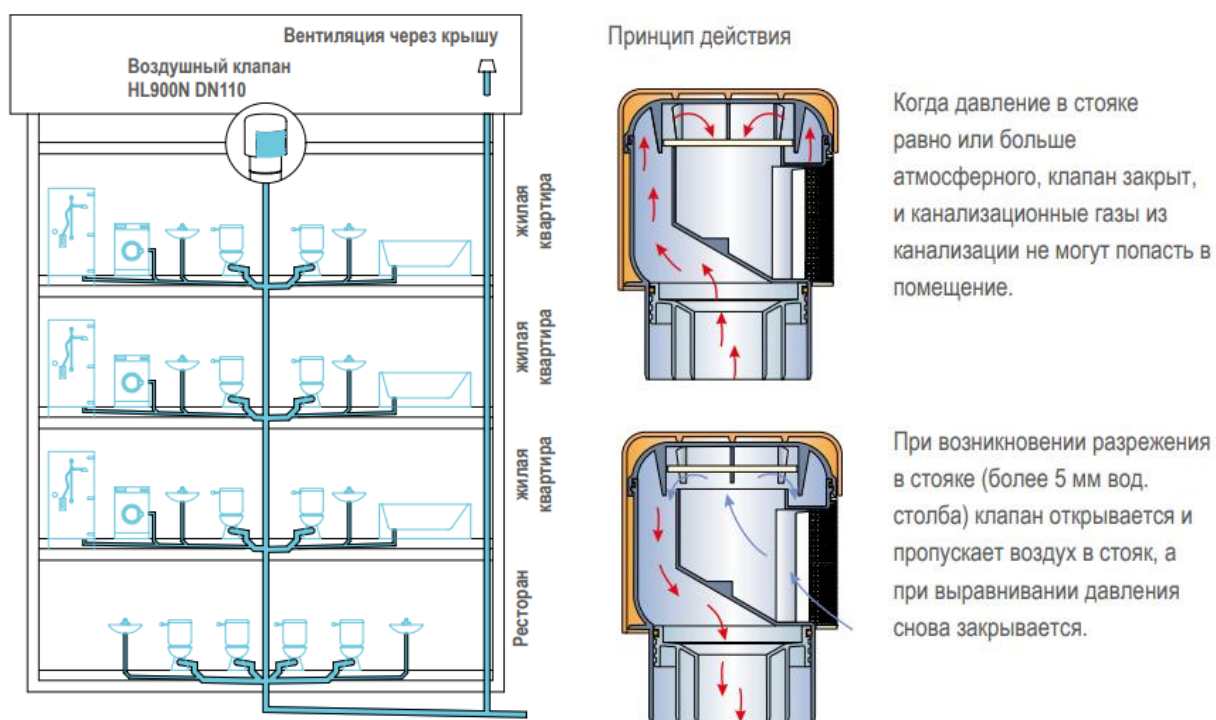 Вентиляция через крышу
Воздушный клапан
HL900N DN110
жилая
квартира
жилая
квартира
жилая
квартира
Ресторан
Принцип действия
Когда давление в стояке
равно или больше
атмосферного, клапан закрыт,
и канализационные газы из
канализации не могут попасть в
помещение.
При возникновении разрежения
в стояке (более 5 мм вод.
столба) клапан открывается и
пропускает воздух в стояк, а
при выравнивании давления
снова закрывается.